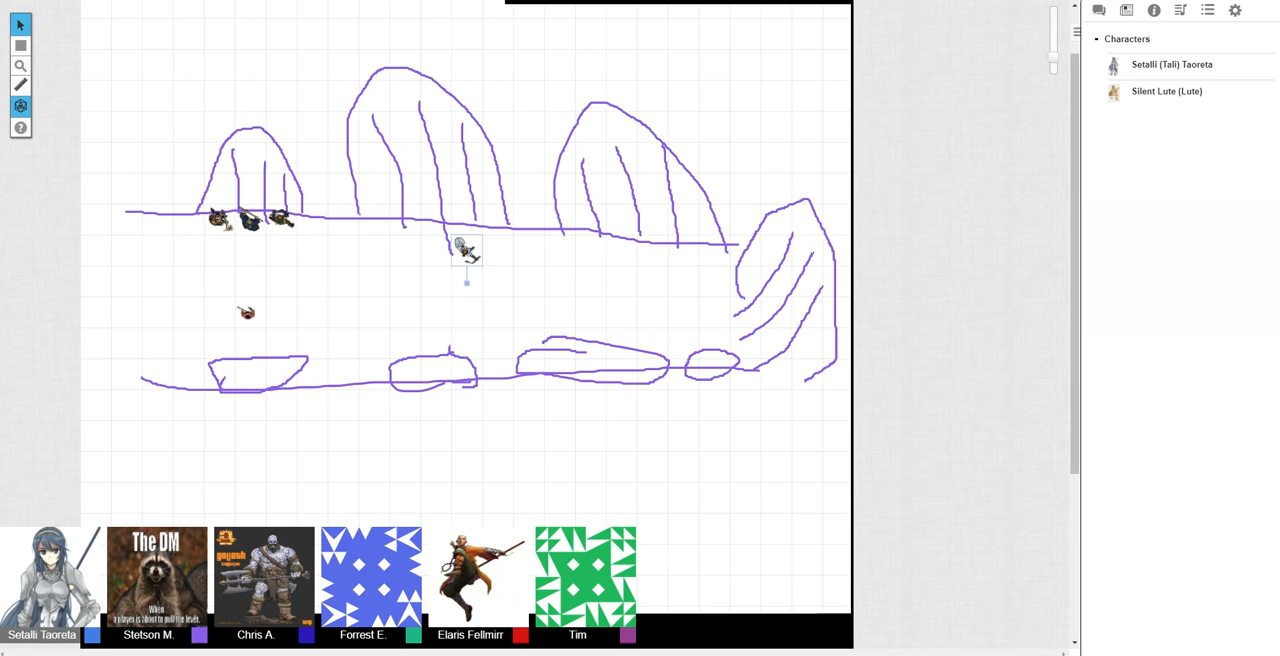 Characters
Setalli (Tali) Taoreta
Silent Lute (Lute)
The DM
When
a player is about to pull the lever.
goliath
Setalli Taoreta
Stetson M.
Chris A.
Forrest E.
Elaris Fellmirr
Tim